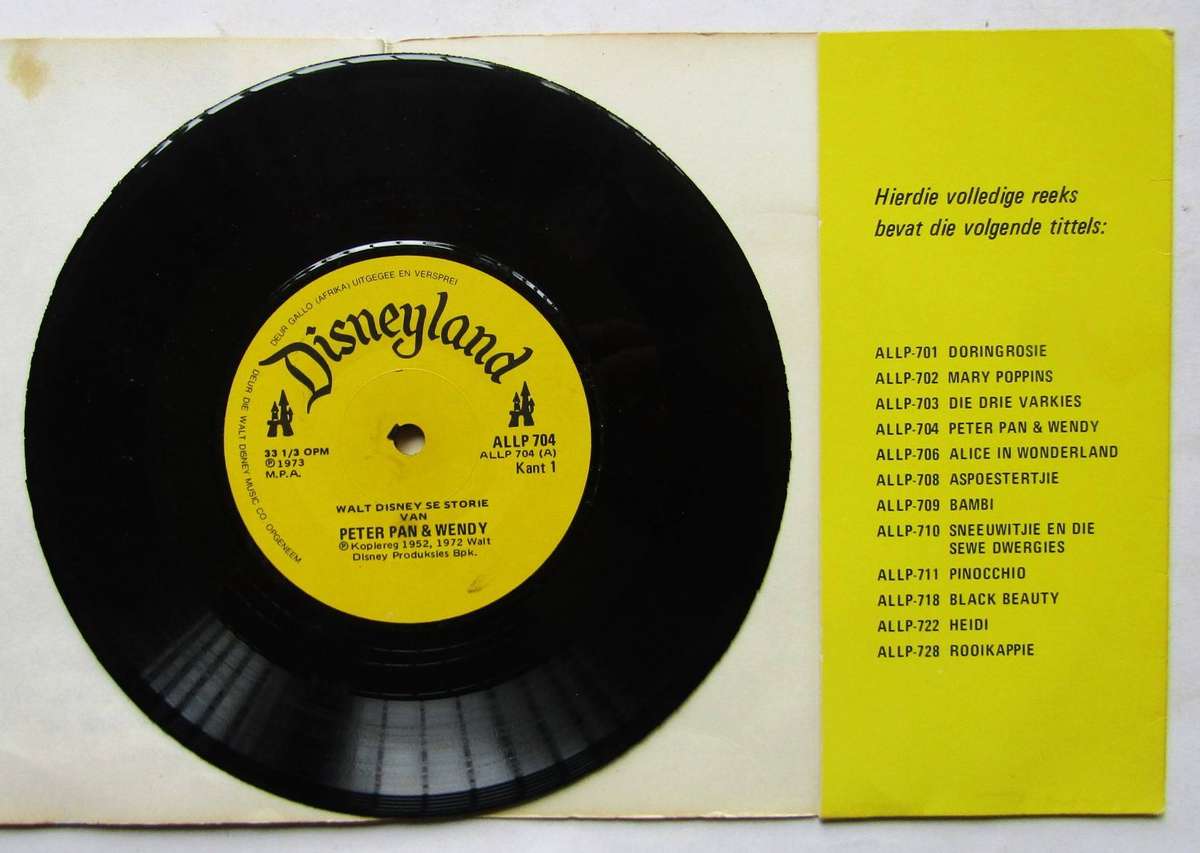 DEUR GALLO (AFRIKA) UITGEGEE EN VERSPREI
DEUR DIE WALT DISNEY MUSIC CO. OPGENEEM
Disneyland
33 1/3 OPM
℗1973
M.P.A.
ALLP 704
ALLP 704 (A)
Kant 1
WALT DISNEY SE STORIE
VAN
PETER PAN & WENDY
℗ Kopiereg 1952, 1972 Walt
Disney Produksies Bpk.
Hierdie volledige reeks
bevat die volgende tittels:
ALLP-701 DORINGROSIE
ALLP-702 MARY POPPINS
ALLP-703 DIE DRIE VARKIES
ALLP-704 PETER PAN & WENDY
ALLP-706 ALICE IN WONDERLAND
ALLP-708 ASPOESTERTJIE
ALLP-709 BAMBI
ALLP-710 SNEEUWITJIE EN DIE
SEWE DWERGIES
ALLP-711 PINOCCHIO
ALLP-718 BLACK BEAUTY
ALLP-722 HEIDI
ALLP-728 ROOIKAPPIE